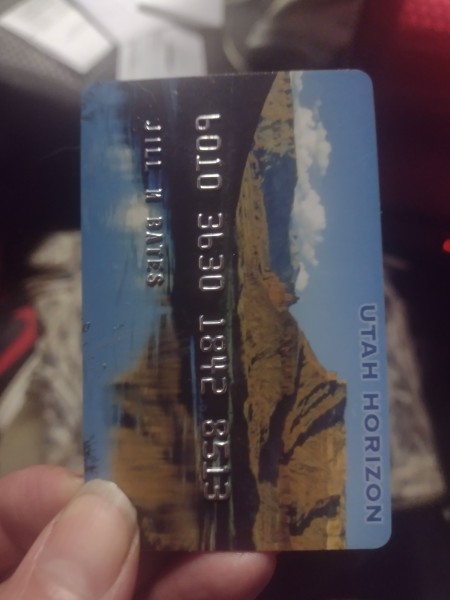 UTAH HORIZON
6010 3630 1842 8513
JILL M BATES